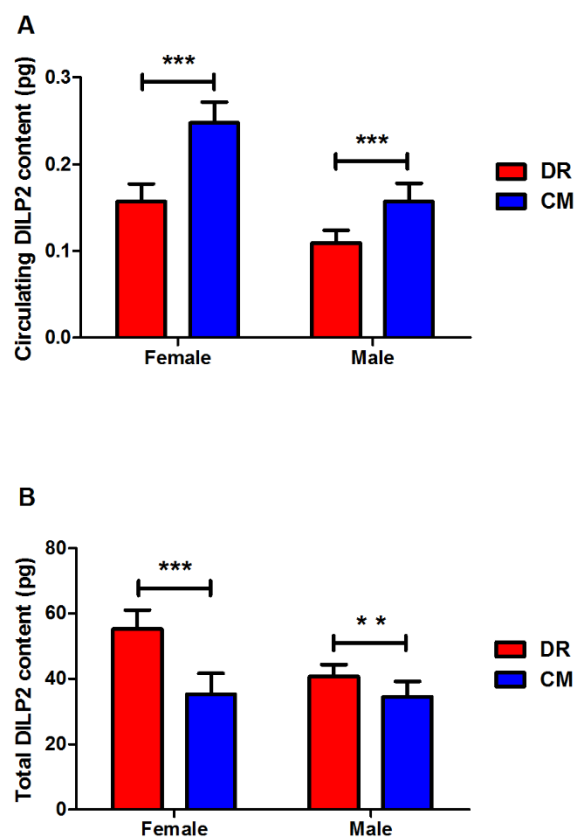 A
Circulating DILP2 content (pg)
0.3
0.2
0.1
0.0
***
***
Female
Male
DR
CM
B
Total DILP2 content (pg)
80
60
40
20
0
***
* *
Female
Male
DR
CM